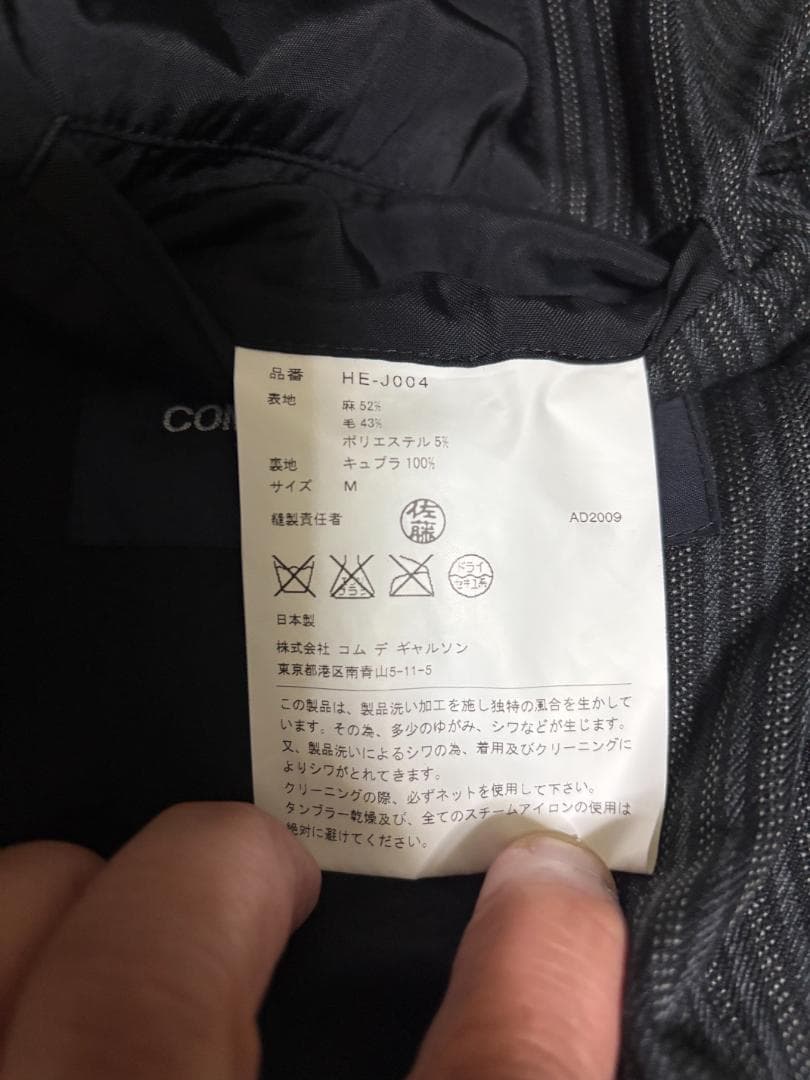 品番 HE-J004
表地 麻 52%
毛 43%
ポリエステル 5%
裏地 キュプラ 100%
サイズ M
縫製責任者 佐藤 AD2009
ドライ
セキユ系
日本製
株式会社 コム デ ギャルソン
東京都港区南青山5-11-5
この製品は、製品洗い加工を施し独特の風合を生かして
います。その為、多少のゆがみ、シワなどが生じます。
又、製品洗いによるシワの為、着用及びクリーニングに
よりシワがとれてきます。
クリーニングの際、必ずネットを使用して下さい。
タンブラー乾燥及び、全てのスチームアイロンの使用は
絶対に避けてください。